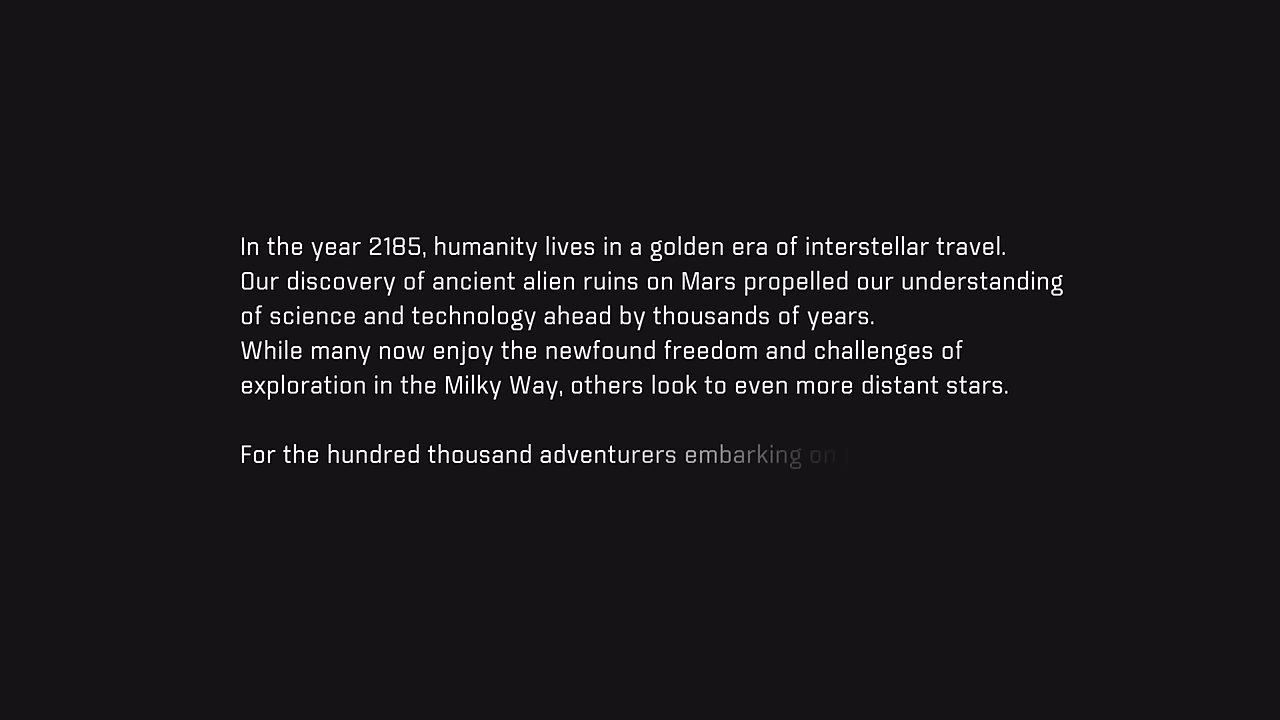 In the year 2185, humanity lives in a golden era of interstellar travel.
Our discovery of ancient alien ruins on Mars propelled our understanding
of science and technology ahead by thousands of years.
While many now enjoy the newfound freedom and challenges of
exploration in the Milky Way, others look to even more distant stars.
For the hundred thousand adventurers embarking on